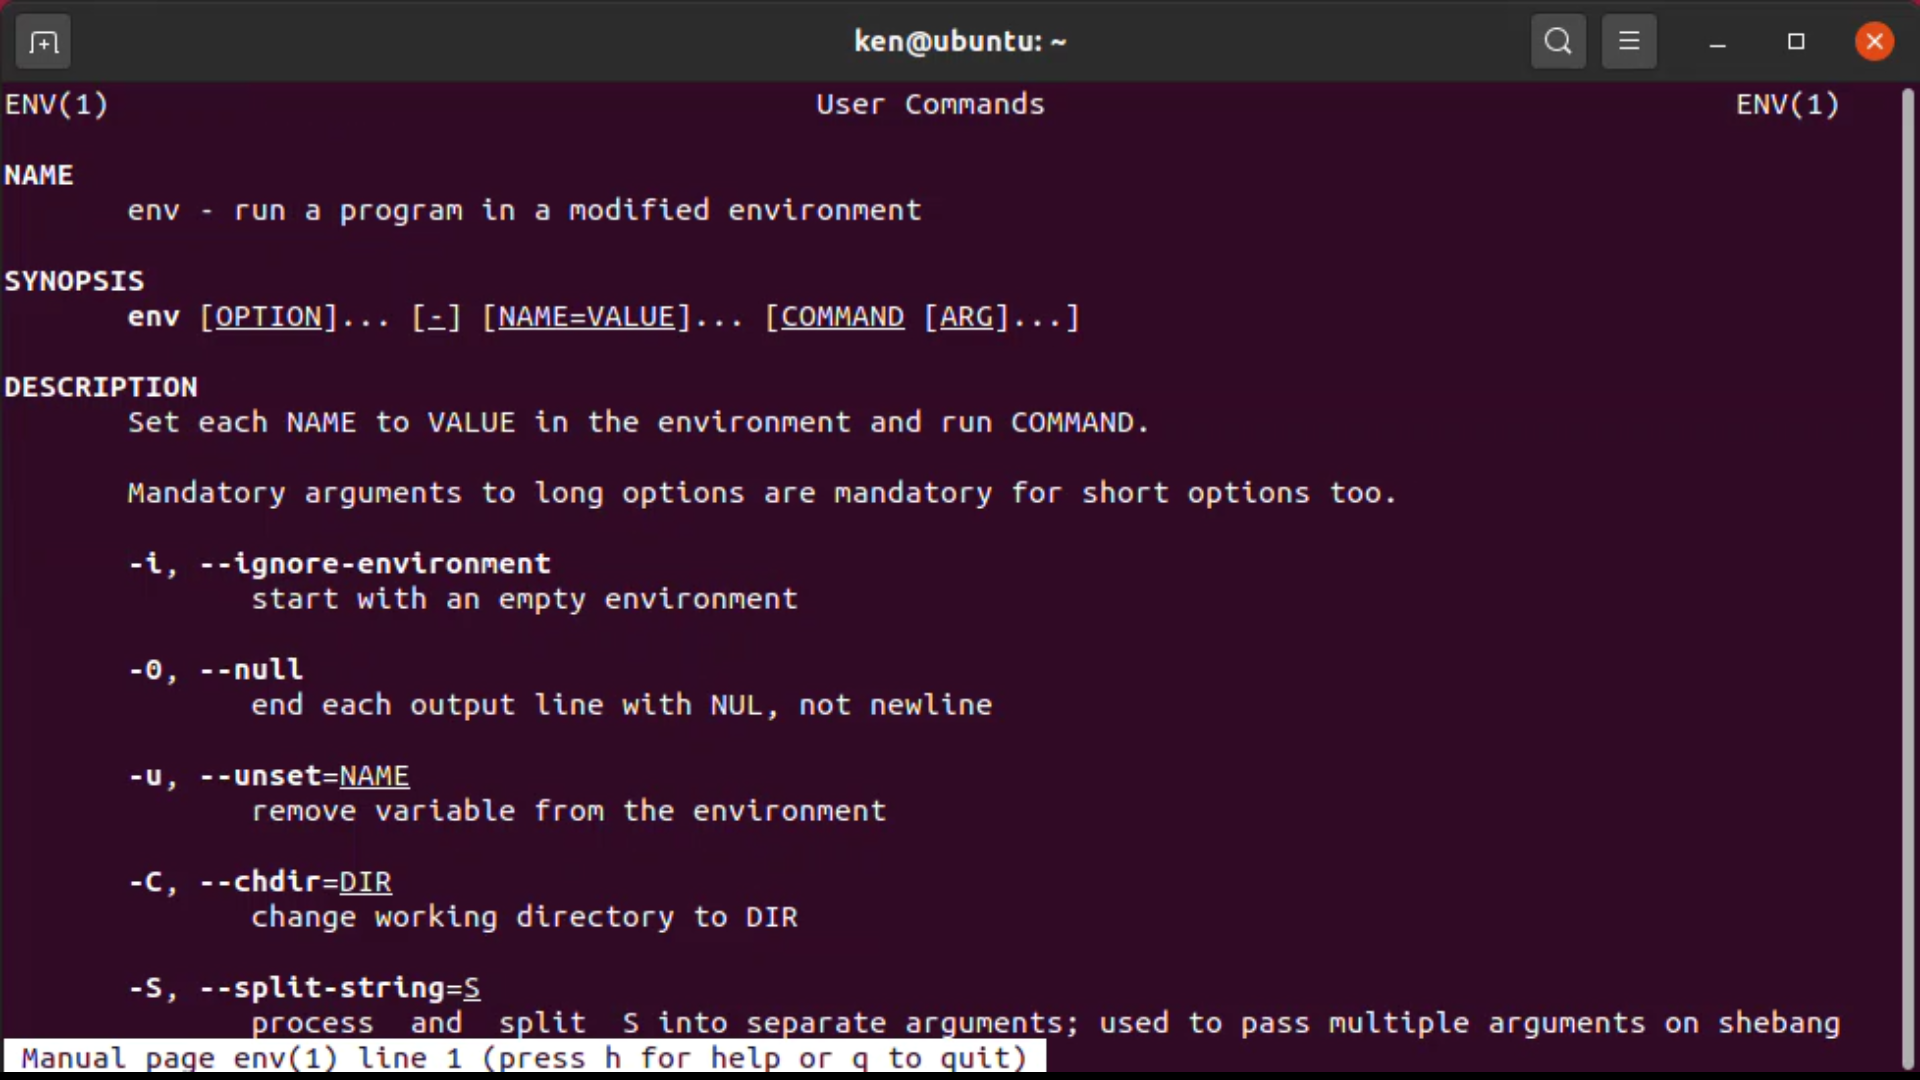 ken@ubuntu: ~
ENV(1) User Commands ENV(1)
NAME
env - run a program in a modified environment
SYNOPSIS
env [OPTION]... [-] [NAME=VALUE]... [COMMAND [ARG]...]
DESCRIPTION
Set each NAME to VALUE in the environment and run COMMAND.
Mandatory arguments to long options are mandatory for short options too.
-i, --ignore-environment
start with an empty environment
-0, --null
end each output line with NUL, not newline
-u, --unset=NAME
remove variable from the environment
-C, --chdir=DIR
change working directory to DIR
-S, --split-string=S
process and split S into separate arguments; used to pass multiple arguments on shebang
Manual page env(1) line 1 (press h for help or q to quit)